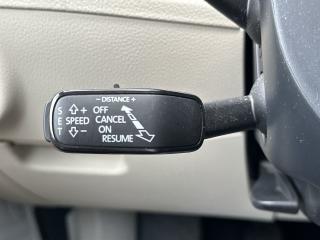 − DISTANCE +
S ⇧+ OFF
E SPEED CANCEL
T ⇩− ON
RESUME